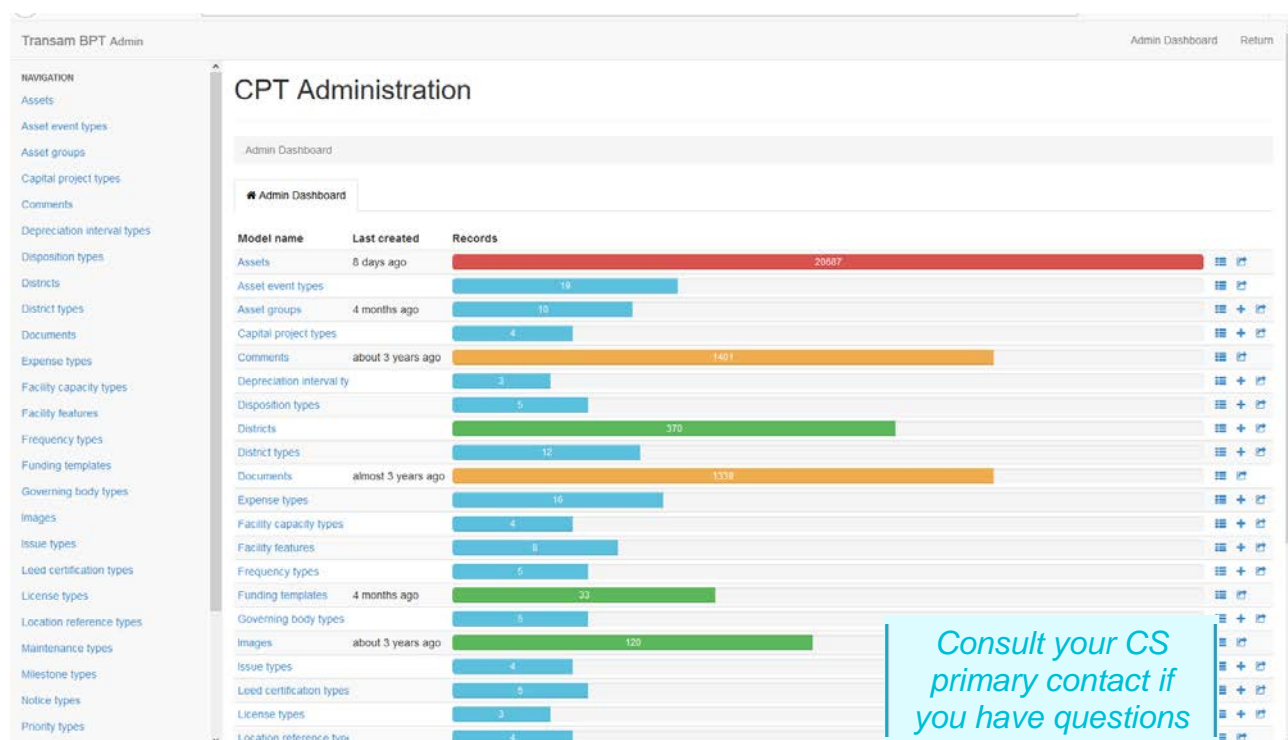 Transam BPT Admin
Admin Dashboard Return
NAVIGATION
Assets
Asset event types
Asset groups
Capital project types
Comments
Depreciation interval types
Disposition types
Districts
District types
Documents
Expense types
Facility capacity types
Facility features
Frequency types
Funding templates
Governing body types
Images
Issue types
Leed certification types
License types
Location reference types
Maintenance types
Milestone types
Notice types
Priority types
CPT Administration
Admin Dashboard
Admin Dashboard
Model name Last created Records
Assets 8 days ago 20687
Asset event types 19
Asset groups 4 months ago 10
Capital project types 4
Comments about 3 years ago 1401
Depreciation interval ty 3
Disposition types 5
Districts 370
District types 12
Documents almost 3 years ago 1339
Expense types 16
Facility capacity types 4
Facility features 8
Frequency types 5
Funding templates 4 months ago 33
Governing body types 5
Images about 3 years ago 120
Issue types 4
Leed certification types 5
License types 3
Location reference 4
Consult your CS
primary contact if
you have questions